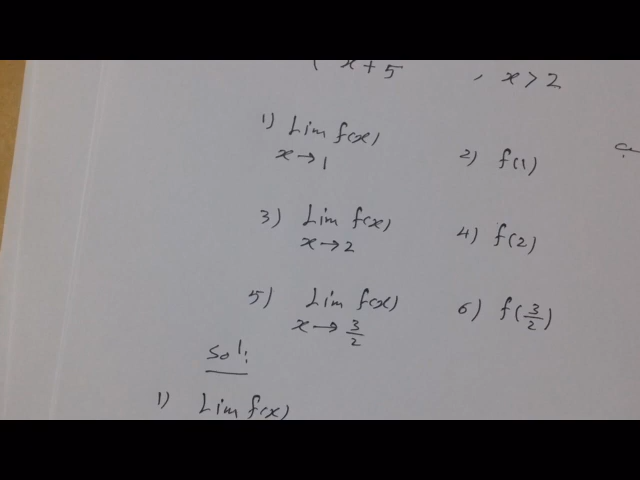 x + 5 , x > 2
1) Lim f(x)
x → 1
2) f(1)
3) Lim f(x)
x → 2
4) f(2)
5) Lim f(x)
x → 3/2
6) f(3/2)
Sol:
1) Lim f(x)